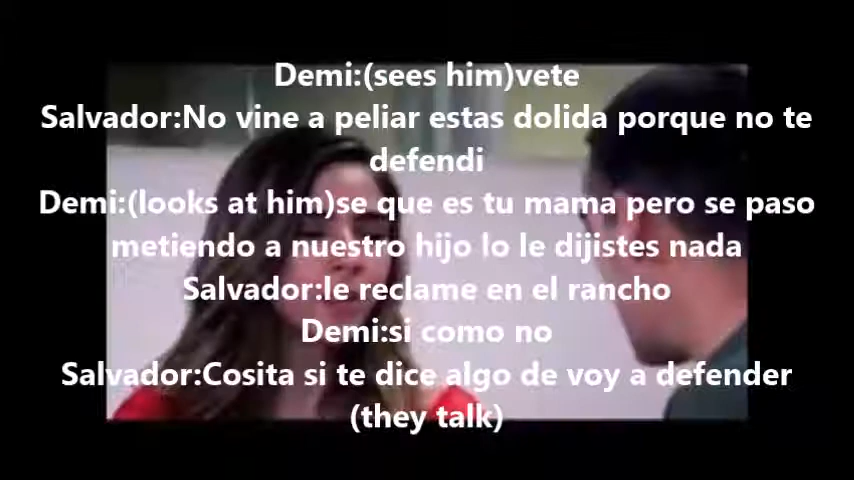 Demi:(sees him)vete
Salvador:No vine a peliar estas dolida porque no te
defendi
Demi:(looks at him)se que es tu mama pero se paso
metiendo a nuestro hijo lo le dijistes nada
Salvador:le reclame en el rancho
Demi:si como no
Salvador:Cosita si te dice algo de voy a defender
(they talk)